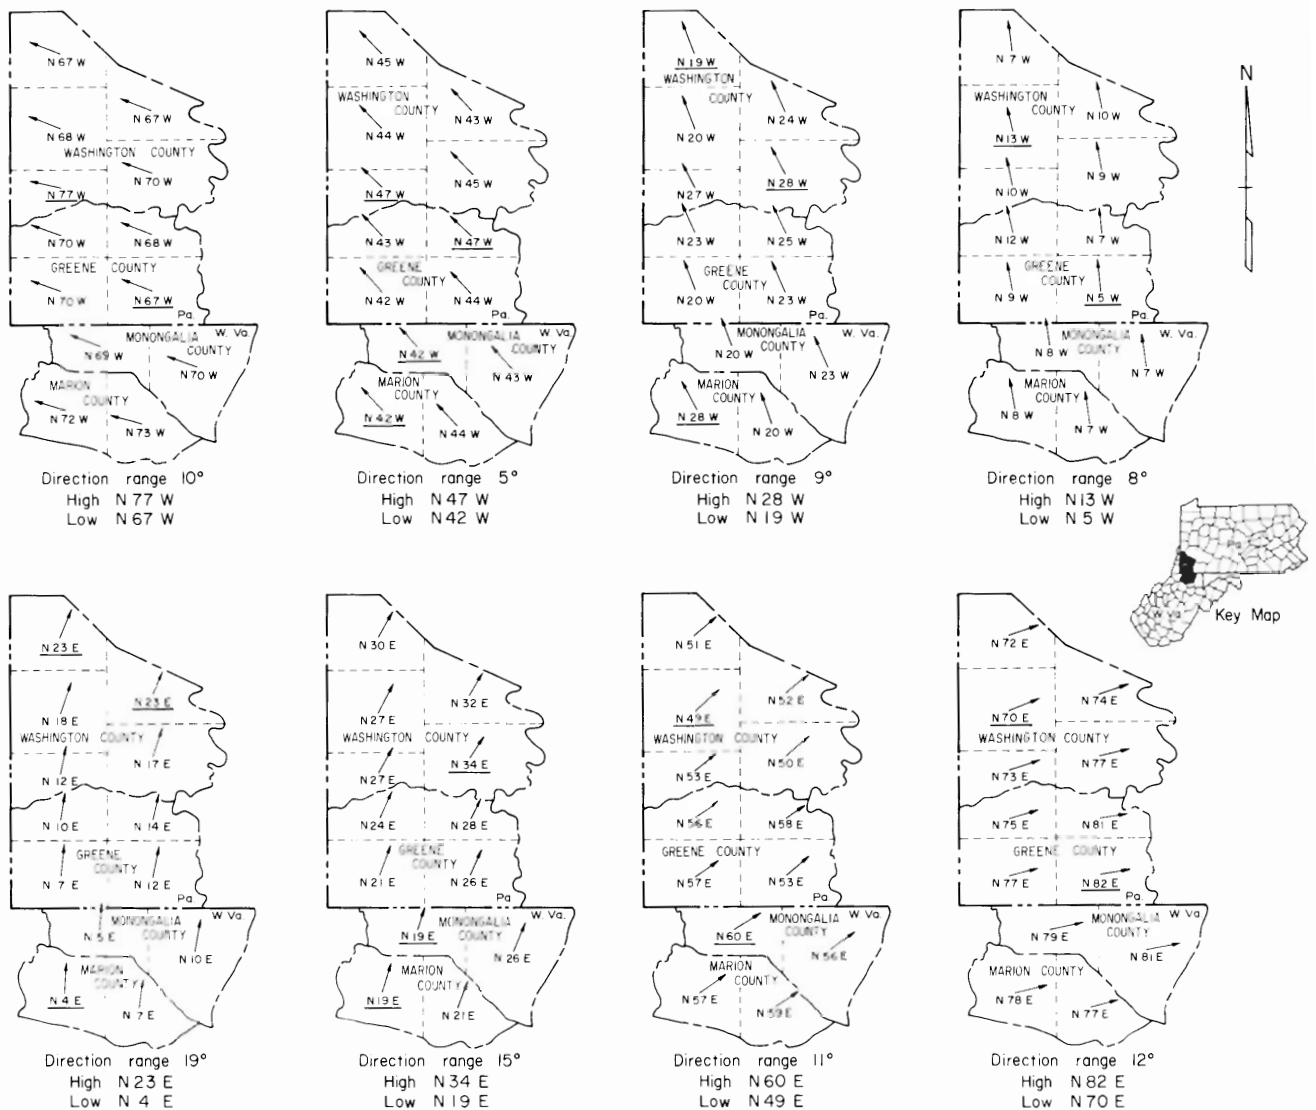 N 67 W
N 67 W
N 68 W
WASHINGTON COUNTY
N 70 W
N 77 W
N 70 W
N 68 W
GREENE COUNTY
N 70 W
N 67 W
Pa.
MONONGALIA
COUNTY
W. Va.
N 69 W
N 70 W
MARION
COUNTY
N 72 W
N 73 W
Direction range 10°
High N 77 W
Low N 67 W
N 45 W
WASHINGTON
COUNTY
N 43 W
N 44 W
N 45 W
N 47 W
N 43 W
N 47 W
GREENE
COUNTY
N 42 W
N 44 W
Pa.
MONONGALIA
COUNTY
W. Va.
N 42 W
N 43 W
MARION
COUNTY
N 42 W
N 44 W
Direction range 5°
High N 47 W
Low N 42 W
N 19 W
WASHINGTON
COUNTY
N 24 W
N 20 W
N 28 W
N 27 W
N 23 W
N 25 W
GREENE
COUNTY
N 20 W
N 23 W
Pa.
MONONGALIA
COUNTY
W. Va.
N 20 W
N 23 W
MARION
COUNTY
N 28 W
N 20 W
Direction range 9°
High N 28 W
Low N 19 W
N 7 W
WASHINGTON
COUNTY
N 10 W
N 13 W
N 9 W
N 10 W
N 12 W
N 7 W
GREENE
COUNTY
N 9 W
N 5 W
Pa.
MONONGALIA
COUNTY
W. Va.
N 8 W
N 7 W
MARION
COUNTY
N 8 W
N 7 W
Direction range 8°
High N 13 W
Low N 5 W
N
Pa
W Va
Key Map
N 23 E
N 23 E
N 18 E
WASHINGTON COUNTY
N 17 E
N 12 E
N 10 E
N 14 E
GREENE
COUNTY
N 7 E
N 12 E
Pa
MONONGALIA
COUNTY
W. Va.
N 5 E
N 10 E
MARION
COUNTY
N 4 E
N 7 E
Direction range 19°
High N 23 E
Low N 4 E
N 30 E
N 32 E
N 27 E
WASHINGTON COUNTY
N 34 E
N 27 E
N 24 E
N 28 E
GREENE
COUNTY
N 21 E
N 26 E
Pa.
MONONGALIA
COUNTY
W. Va.
N 19 E
N 26 E
MARION
COUNTY
N 19 E
N 21 E
Direction range 15°
High N 34 E
Low N 19 E
N 51 E
N 52 E
N 49 E
WASHINGTON COUNTY
N 50 E
N 53 E
N 56 E
N 58 E
GREENE COUNTY
N 57 E
N 53 E
Pa.
MONONGALIA
COUNTY
W Va.
N 60 E
N 56 E
MARION
COUNTY
N 57 E
N 59 E
Direction range 11°
High N 60 E
Low N 49 E
N 72 E
N 74 E
N 70 E
WASHINGTON COUNTY
N 77 E
N 73 E
N 75 E
N 81 E
GREENE COUNTY
N 77 E
N 82 E
Pa.
MONONGALIA
COUNTY
W Va.
N 79 E
N 81 E
MARION COUNTY
N 78 E
N 77 E
Direction range 12°
High N 82 E
Low N 70 E